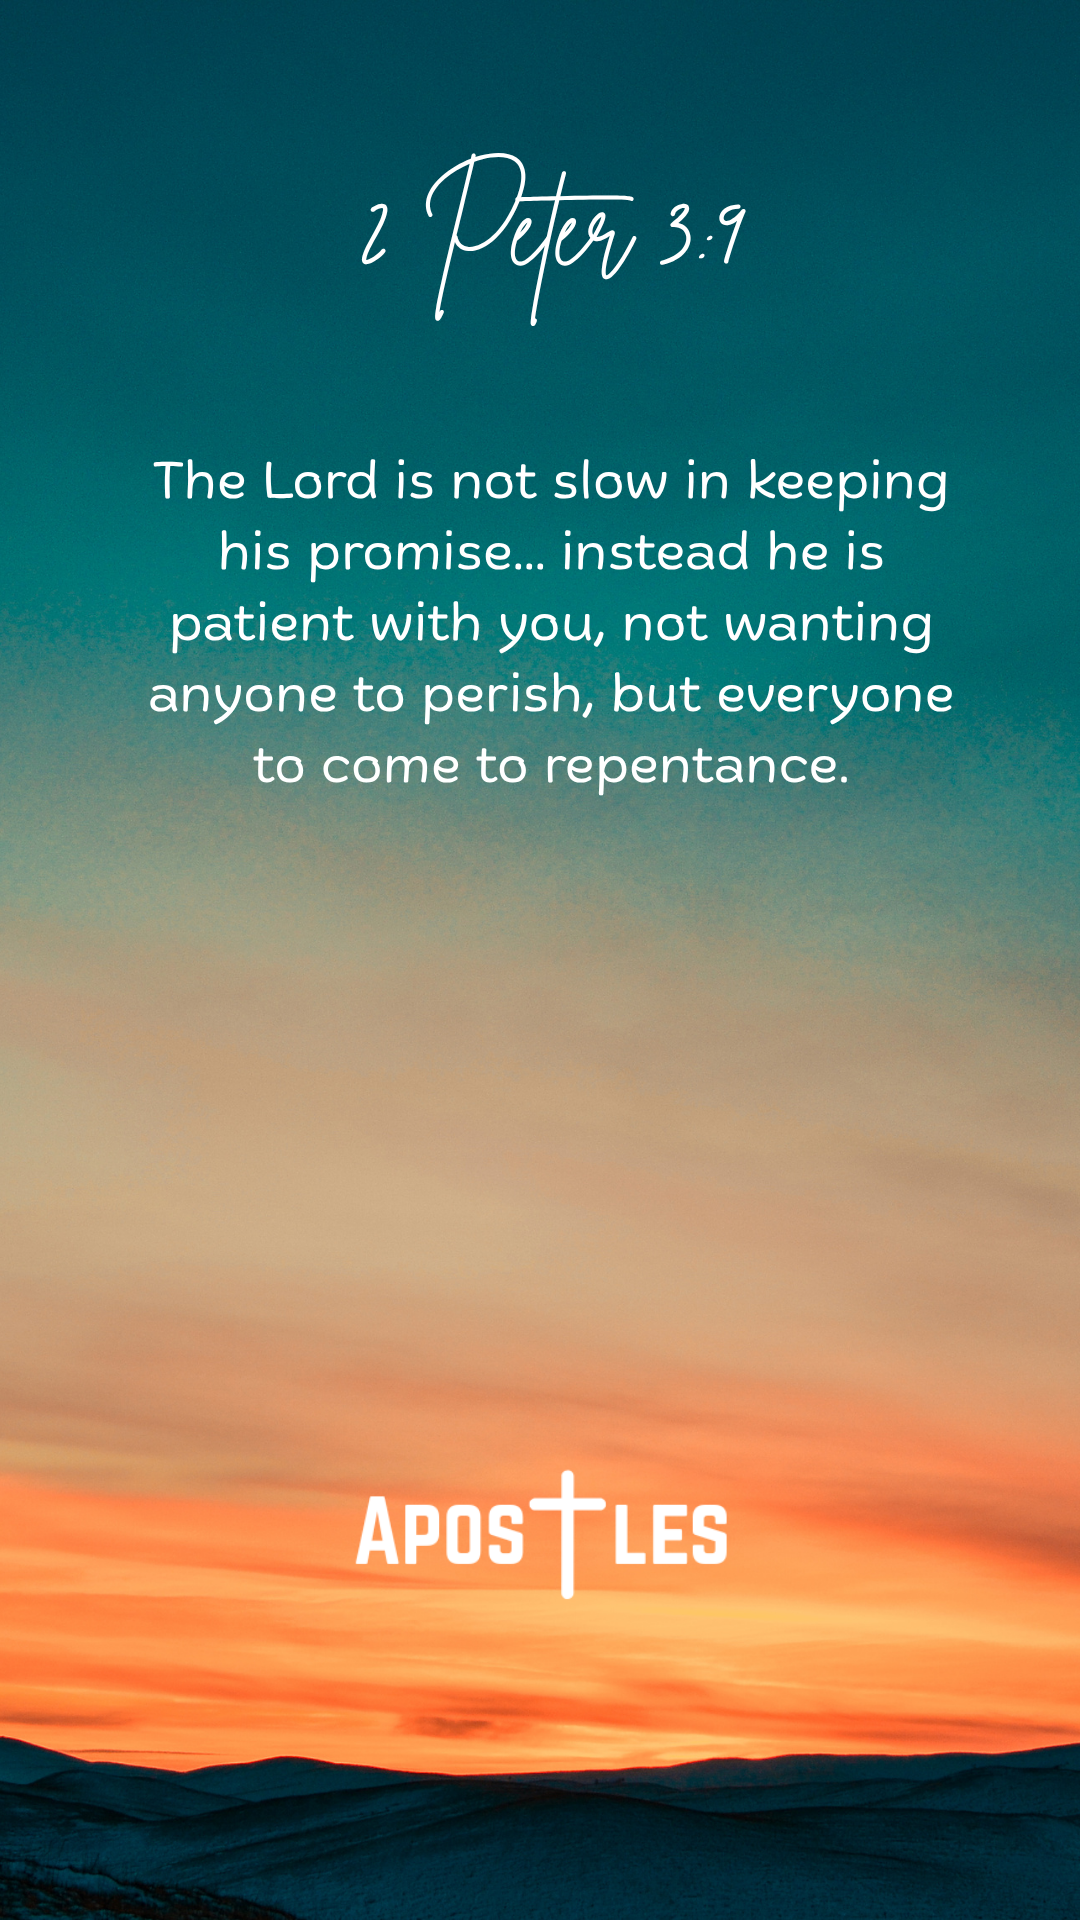 2 Peter 3:9
The Lord is not slow in keeping
his promise... instead he is
patient with you, not wanting
anyone to perish, but everyone
to come to repentance.
APOSTLES